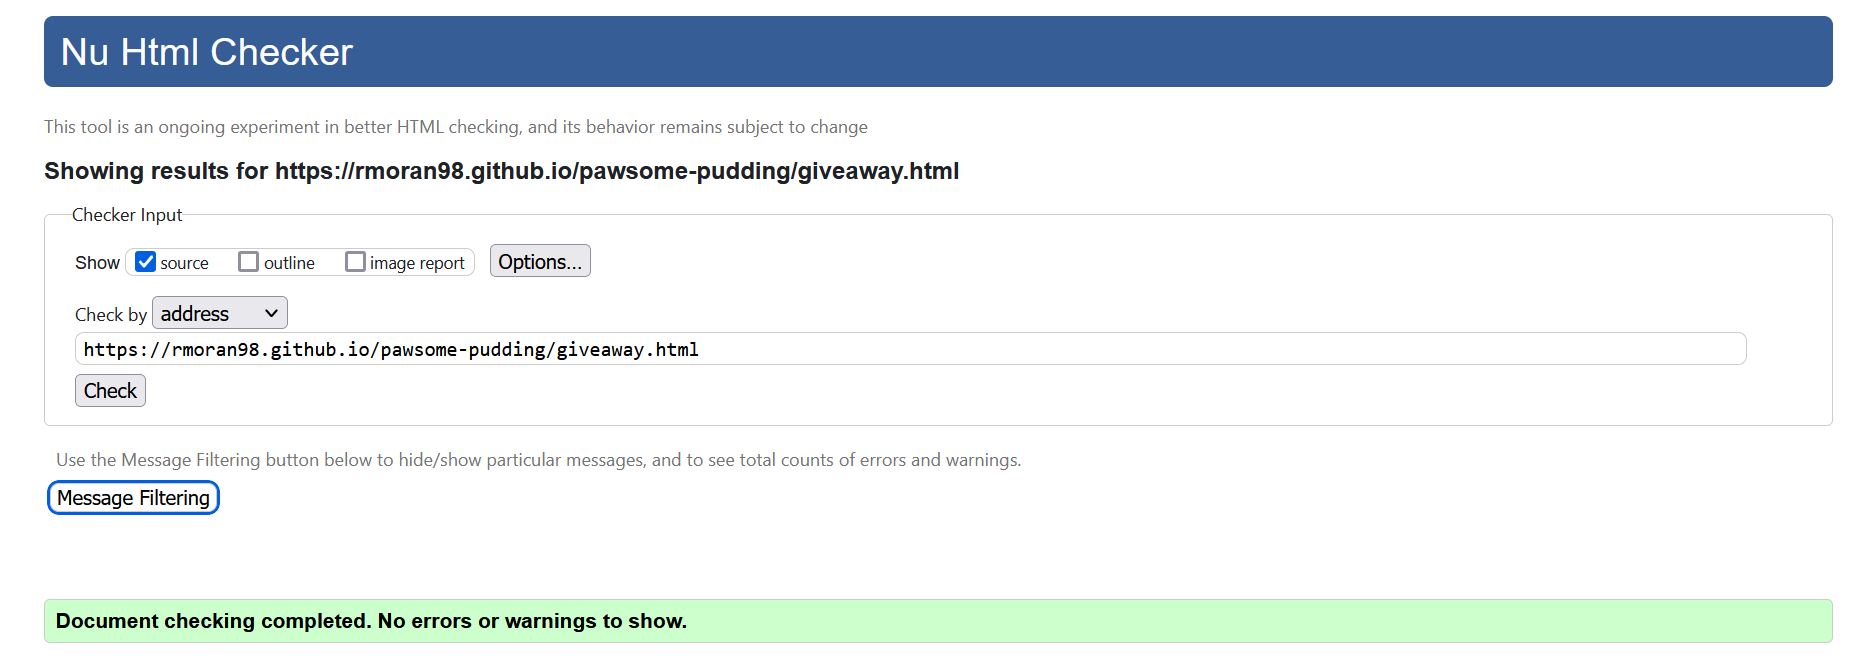 Nu Html Checker
This tool is an ongoing experiment in better HTML checking, and its behavior remains subject to change
Showing results for https://rmoran98.github.io/pawsome-pudding/giveaway.html
Checker Input
Show source outline image report Options...
Check by address
https://rmoran98.github.io/pawsome-pudding/giveaway.html
Check
Use the Message Filtering button below to hide/show particular messages, and to see total counts of errors and warnings.
Message Filtering
Document checking completed. No errors or warnings to show.